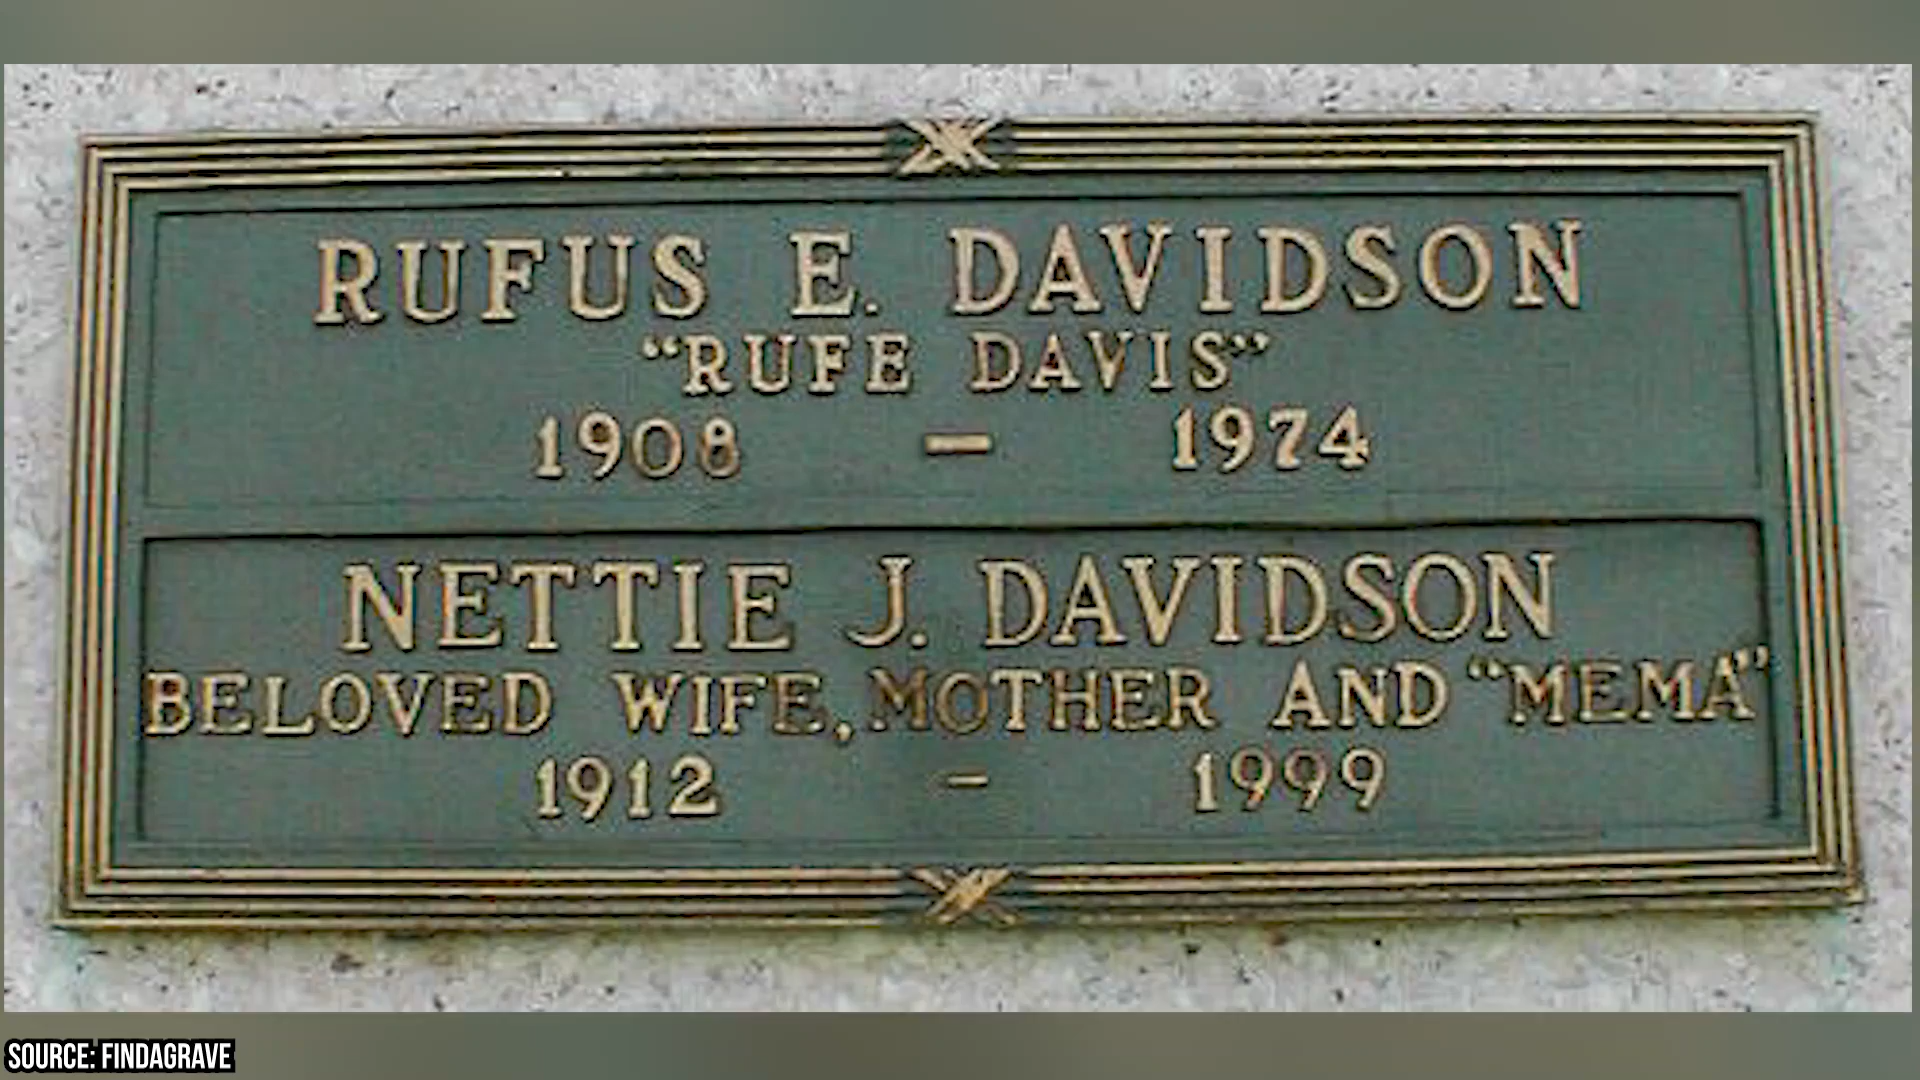 RUFUS E. DAVIDSON
“RUFE DAVIS”
1908 – 1974
NETTIE J. DAVIDSON
BELOVED WIFE, MOTHER AND “MEMA”
1912 – 1999
SOURCE: FINDAGRAVE